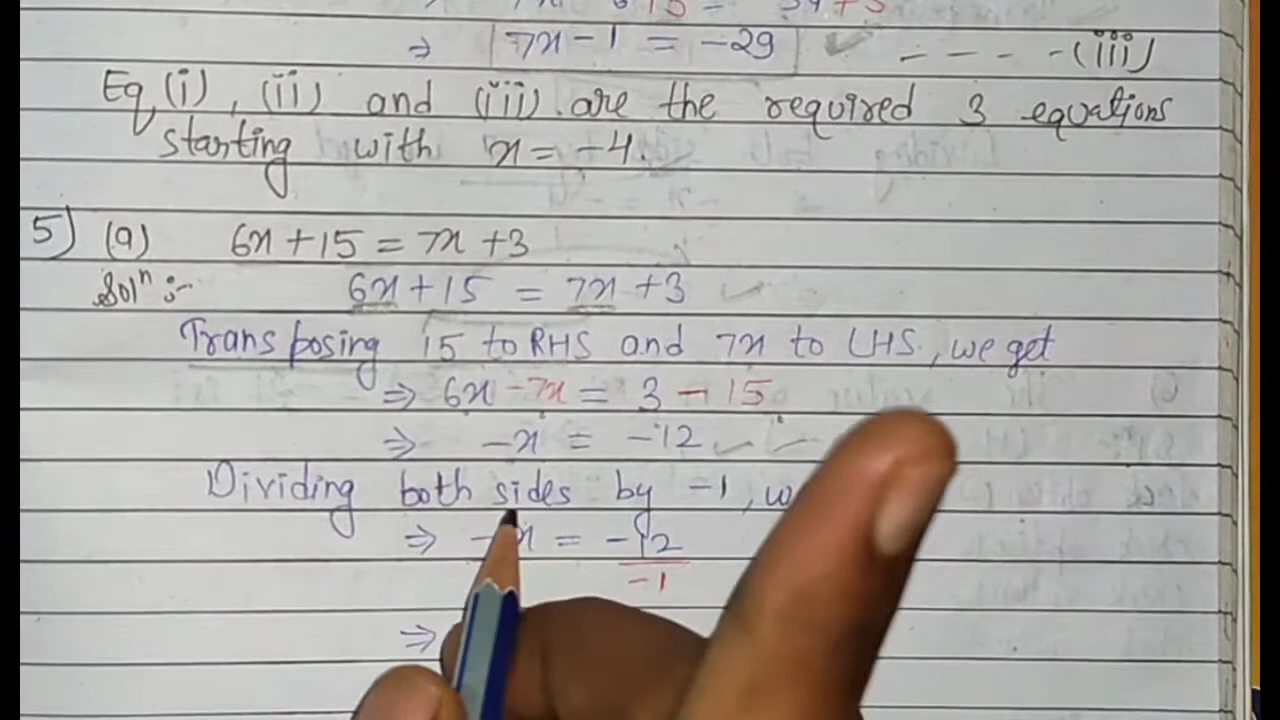 ⇒ 7x-1 = -29 - - - -(iii)
Eq (i), (ii) and (iii) are the required 3 equations
starting with x = -4.
5) (a) 6x+15 = 7x+3
Solⁿ :- 6x+15 = 7x+3
Transposing 15 to RHS and 7x to LHS, we get
⇒ 6x-7x = 3-15
⇒ -x = -12
Dividing both sides by -1,
⇒ -x = -12
-1
⇒